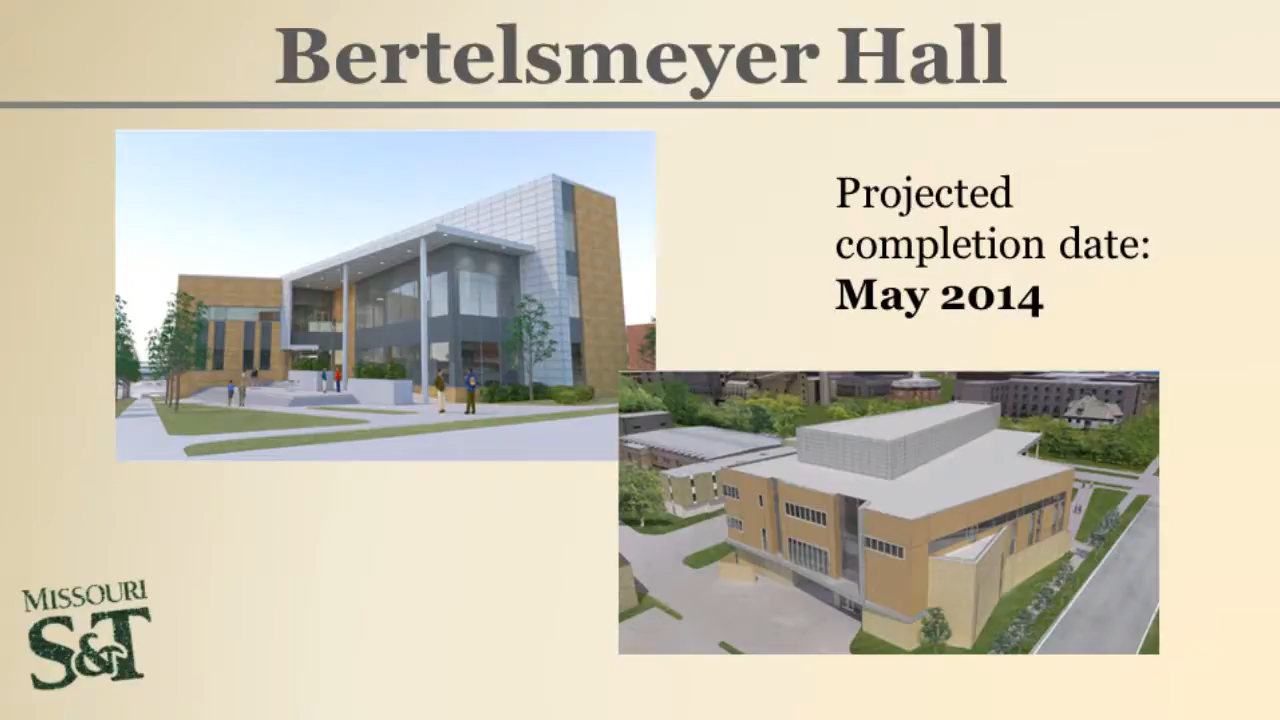 Bertelsmeyer Hall
Projected
completion date:
May 2014
MISSOURI
S&T